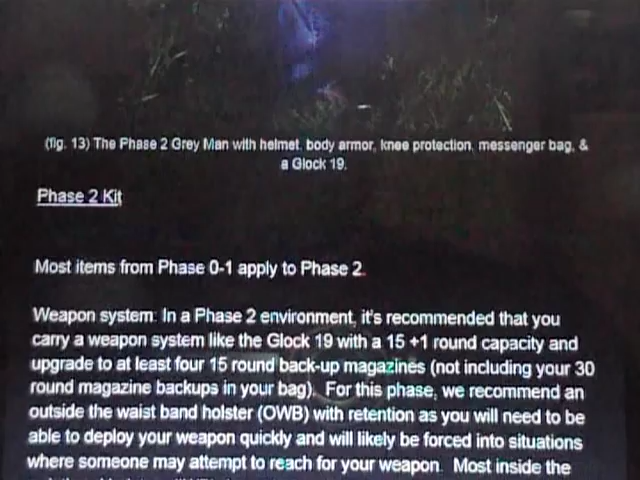 (fig. 13) The Phase 2 Grey Man with helmet, body armor, knee protection, messenger bag, &
a Glock 19.
Phase 2 Kit
Most items from Phase 0-1 apply to Phase 2.
Weapon system: In a Phase 2 environment, it's recommended that you
carry a weapon system like the Glock 19 with a 15 +1 round capacity and
upgrade to at least four 15 round back-up magazines (not including your 30
round magazine backups in your bag). For this phase, we recommend an
outside the waist band holster (OWB) with retention as you will need to be
able to deploy your weapon quickly and will likely be forced into situations
where someone may attempt to reach for your weapon. Most inside the